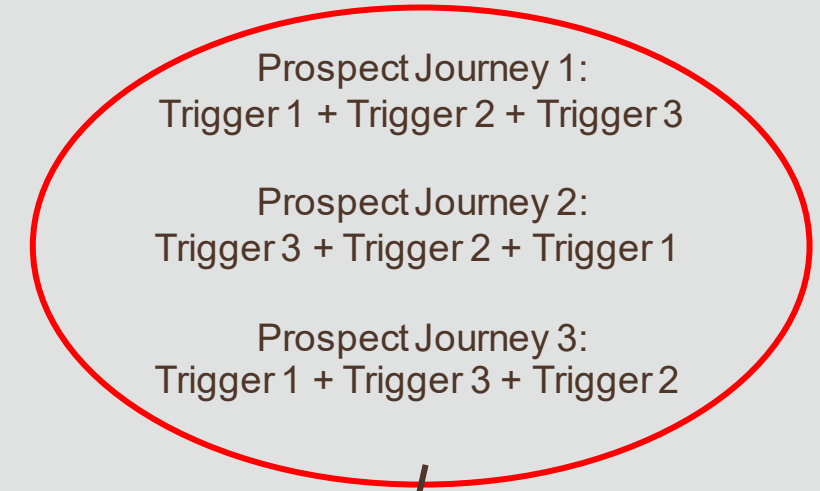 Prospect Journey 1:
Trigger 1 + Trigger 2 + Trigger 3
Prospect Journey 2:
Trigger 3 + Trigger 2 + Trigger 1
Prospect Journey 3:
Trigger 1 + Trigger 3 + Trigger 2